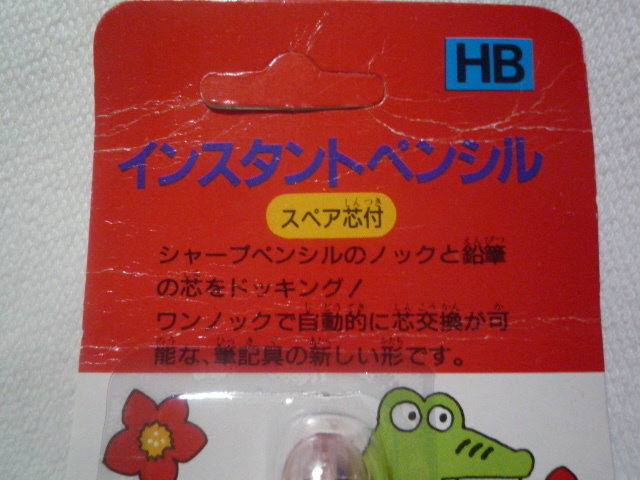 HB
インスタントペンシル
スペア芯付
シャープペンシルのノックと鉛筆
の芯をドッキング！
ワンノックで自動的に芯交換が可
能な、筆記具の新しい形です。